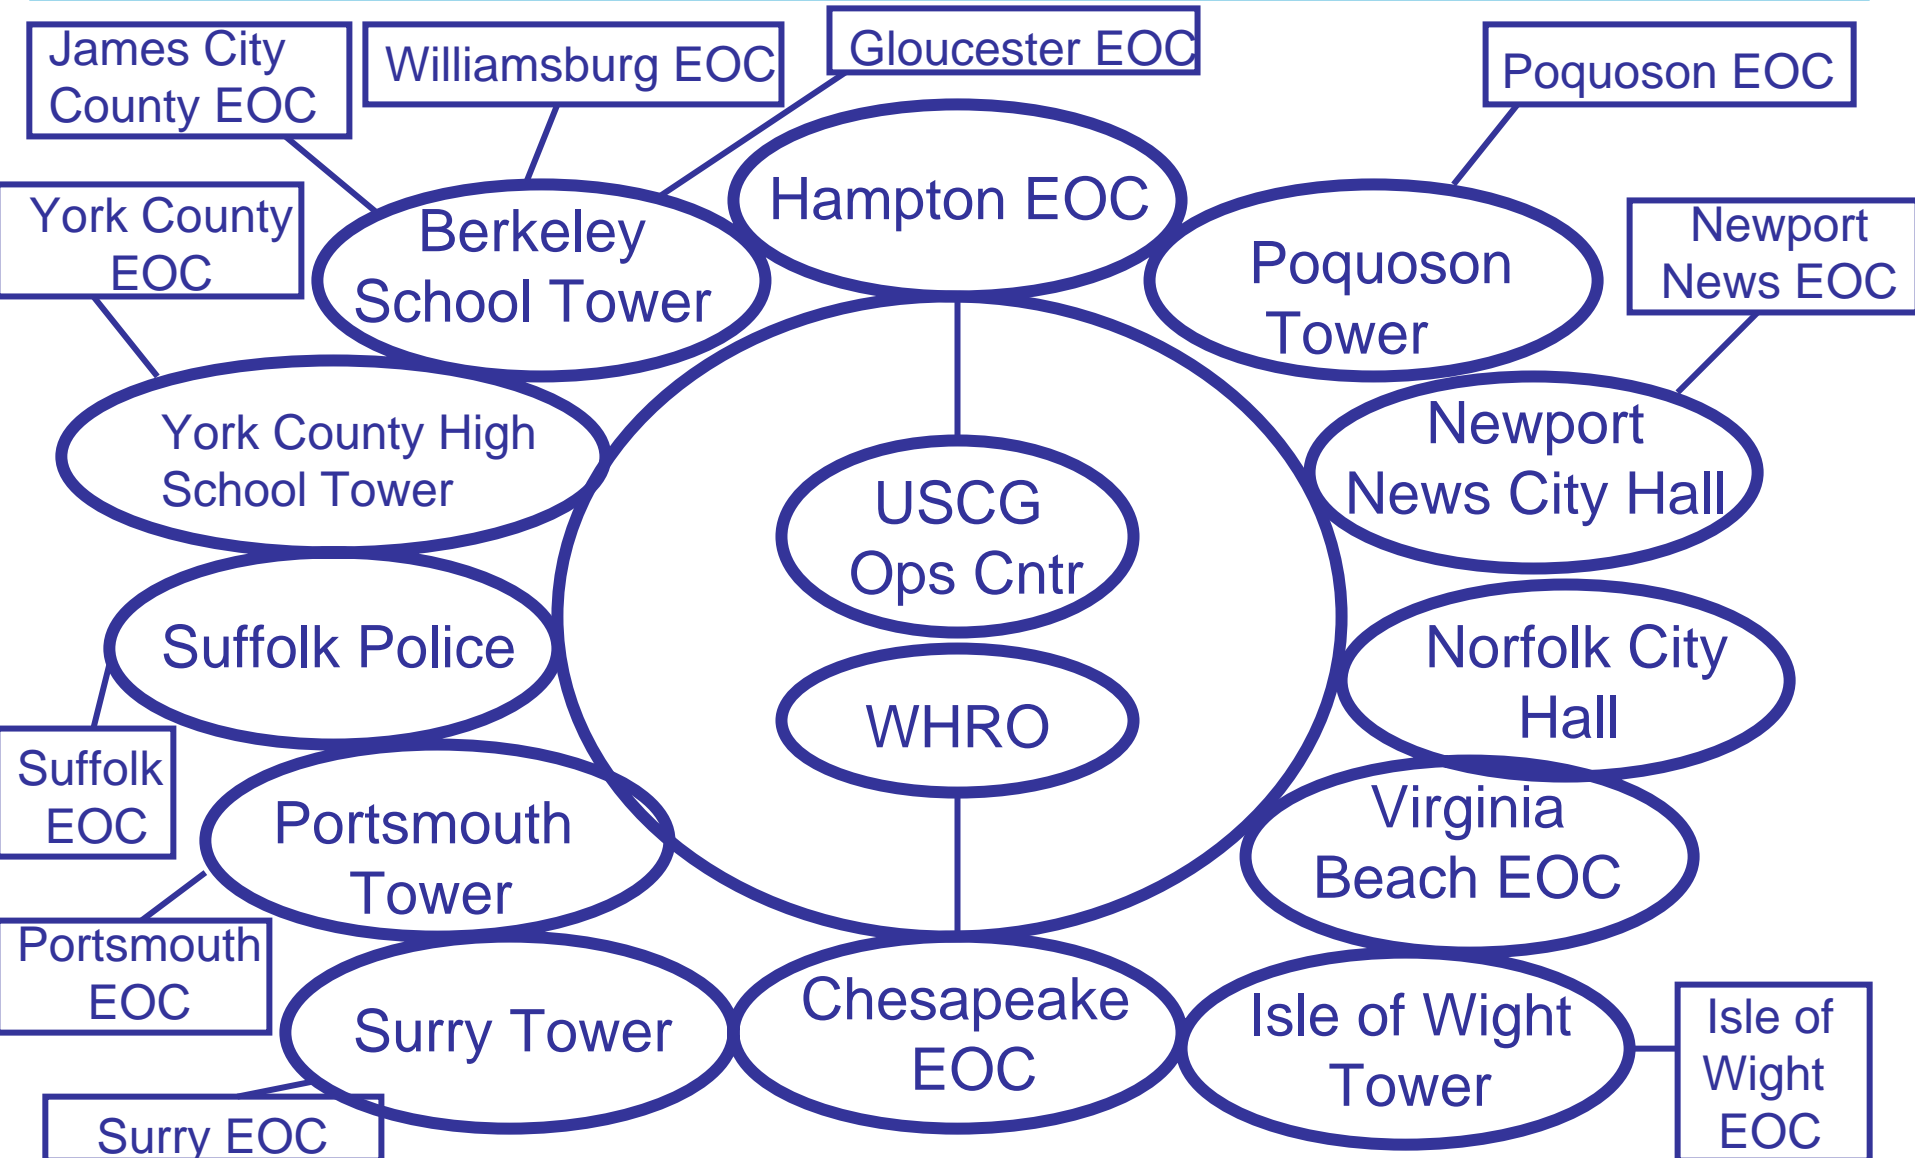 James City
County EOC
Williamsburg EOC
Gloucester EOC
Poquoson EOC
York County
EOC
Berkeley
School Tower
Hampton EOC
Poquoson
Tower
Newport
News EOC
York County High
School Tower
USCG
Ops Cntr
Newport
News City Hall
Suffolk Police
WHRO
Norfolk City
Hall
Suffolk
EOC
Portsmouth
Tower
Virginia
Beach EOC
Portsmouth
EOC
Surry Tower
Chesapeake
EOC
Isle of Wight
Tower
Isle of
Wight
EOC
Surry EOC